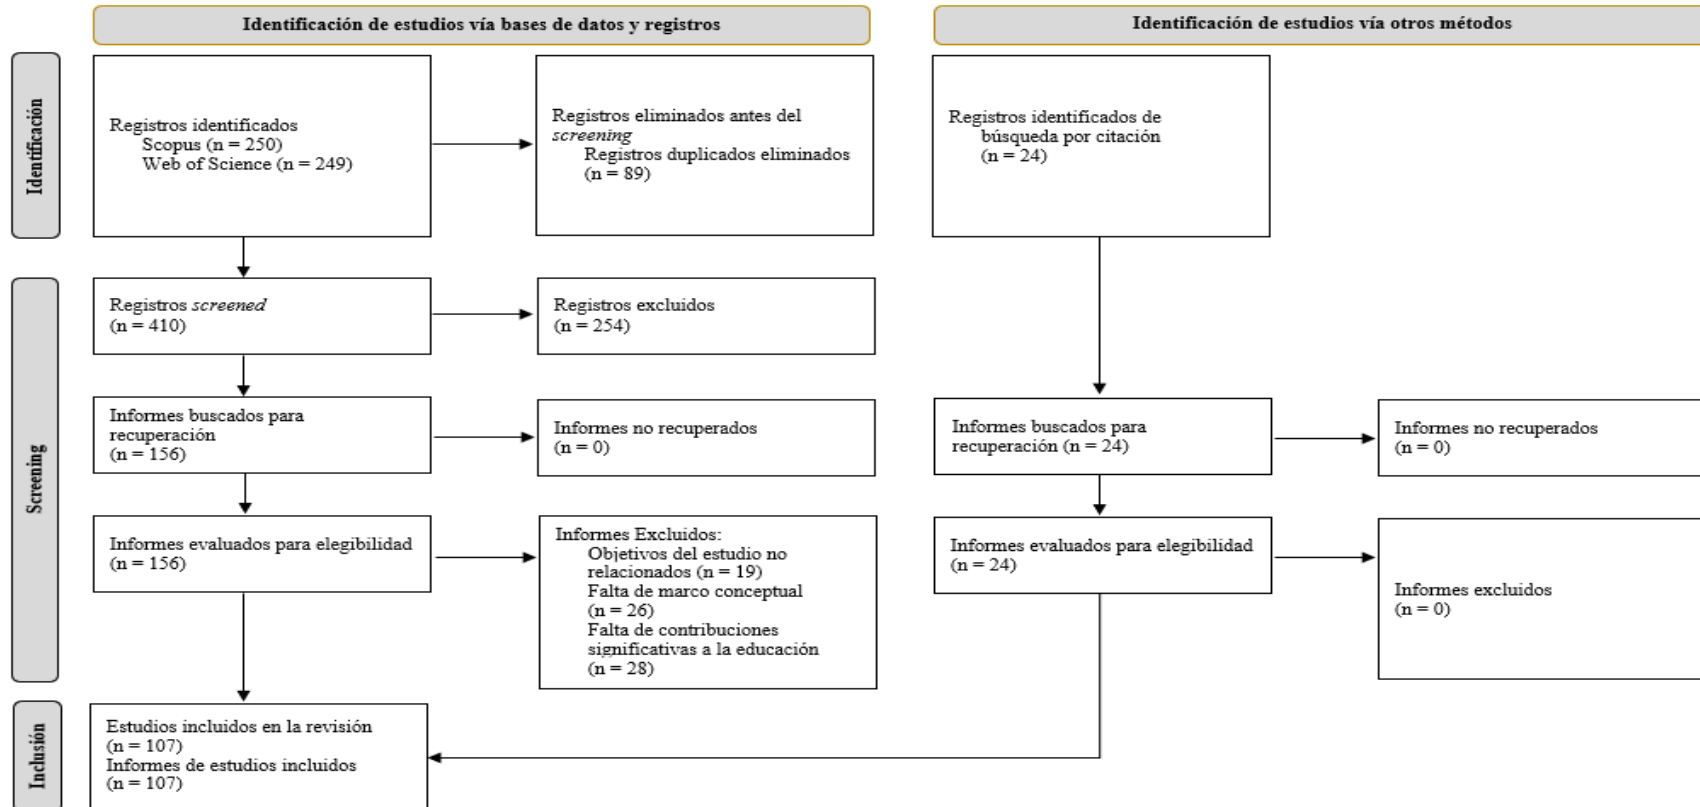 Identificación de estudios vía bases de datos y registros
Identificación de estudios vía otros métodos
Identificación
Registros identificados
Scopus (n = 250)
Web of Science (n = 249)
Registros eliminados antes del
screening
Registros duplicados eliminados
(n = 89)
Registros identificados de
búsqueda por citación
(n = 24)
Screening
Registros screened
(n = 410)
Registros excluidos
(n = 254)
Informes buscados para
recuperación
(n = 156)
Informes no recuperados
(n = 0)
Informes buscados para
recuperación (n = 24)
Informes no recuperados
(n = 0)
Informes evaluados para elegibilidad
(n = 156)
Informes Excluidos:
Objetivos del estudio no
relacionados (n = 19)
Falta de marco conceptual
(n = 26)
Falta de contribuciones
significativas a la educación
(n = 28)
Informes evaluados para elegibilidad
(n = 24)
Informes excluidos
(n = 0)
Inclusión
Estudios incluidos en la revisión
(n = 107)
Informes de estudios incluidos
(n = 107)